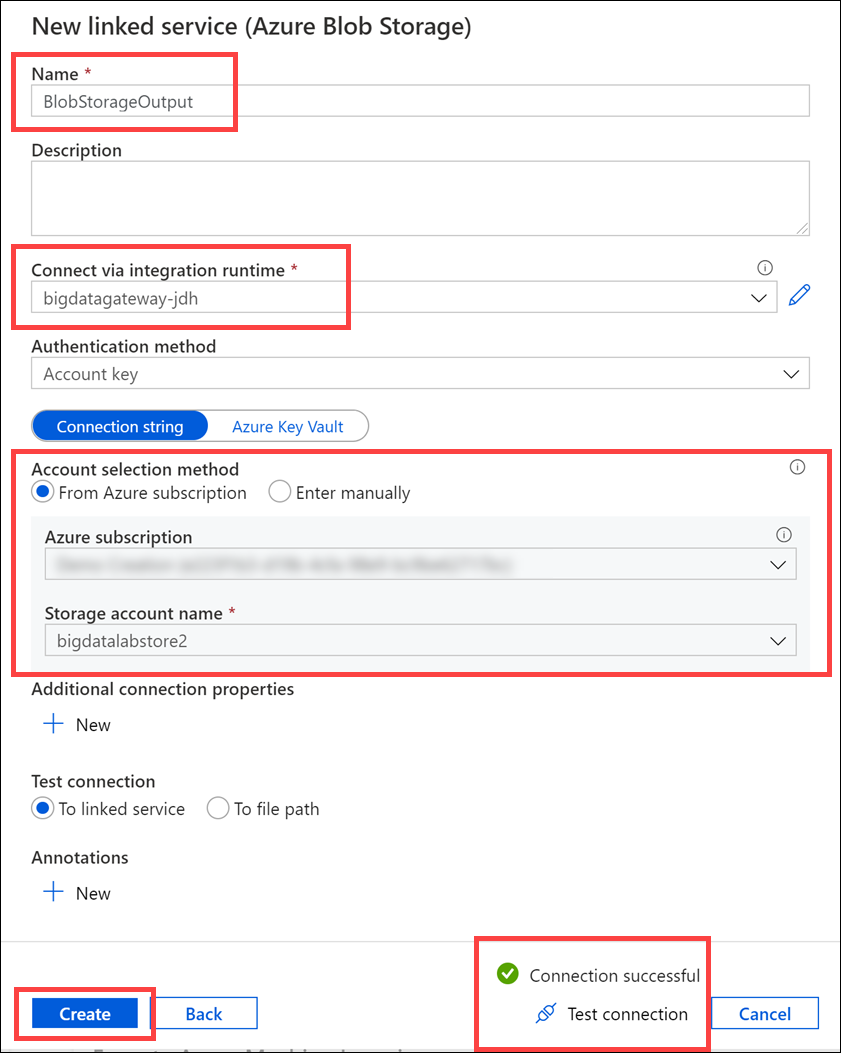 New linked service (Azure Blob Storage)
Name *
BlobStorageOutput
Description
Connect via integration runtime *
bigdatagateway-jdh
Authentication method
Account key
Connection string Azure Key Vault
Account selection method
From Azure subscription Enter manually
Azure subscription
Storage account name *
bigdatalabstore2
Additional connection properties
New
Test connection
To linked service To file path
Annotations
New
Connection successful
Create Back Test connection Cancel